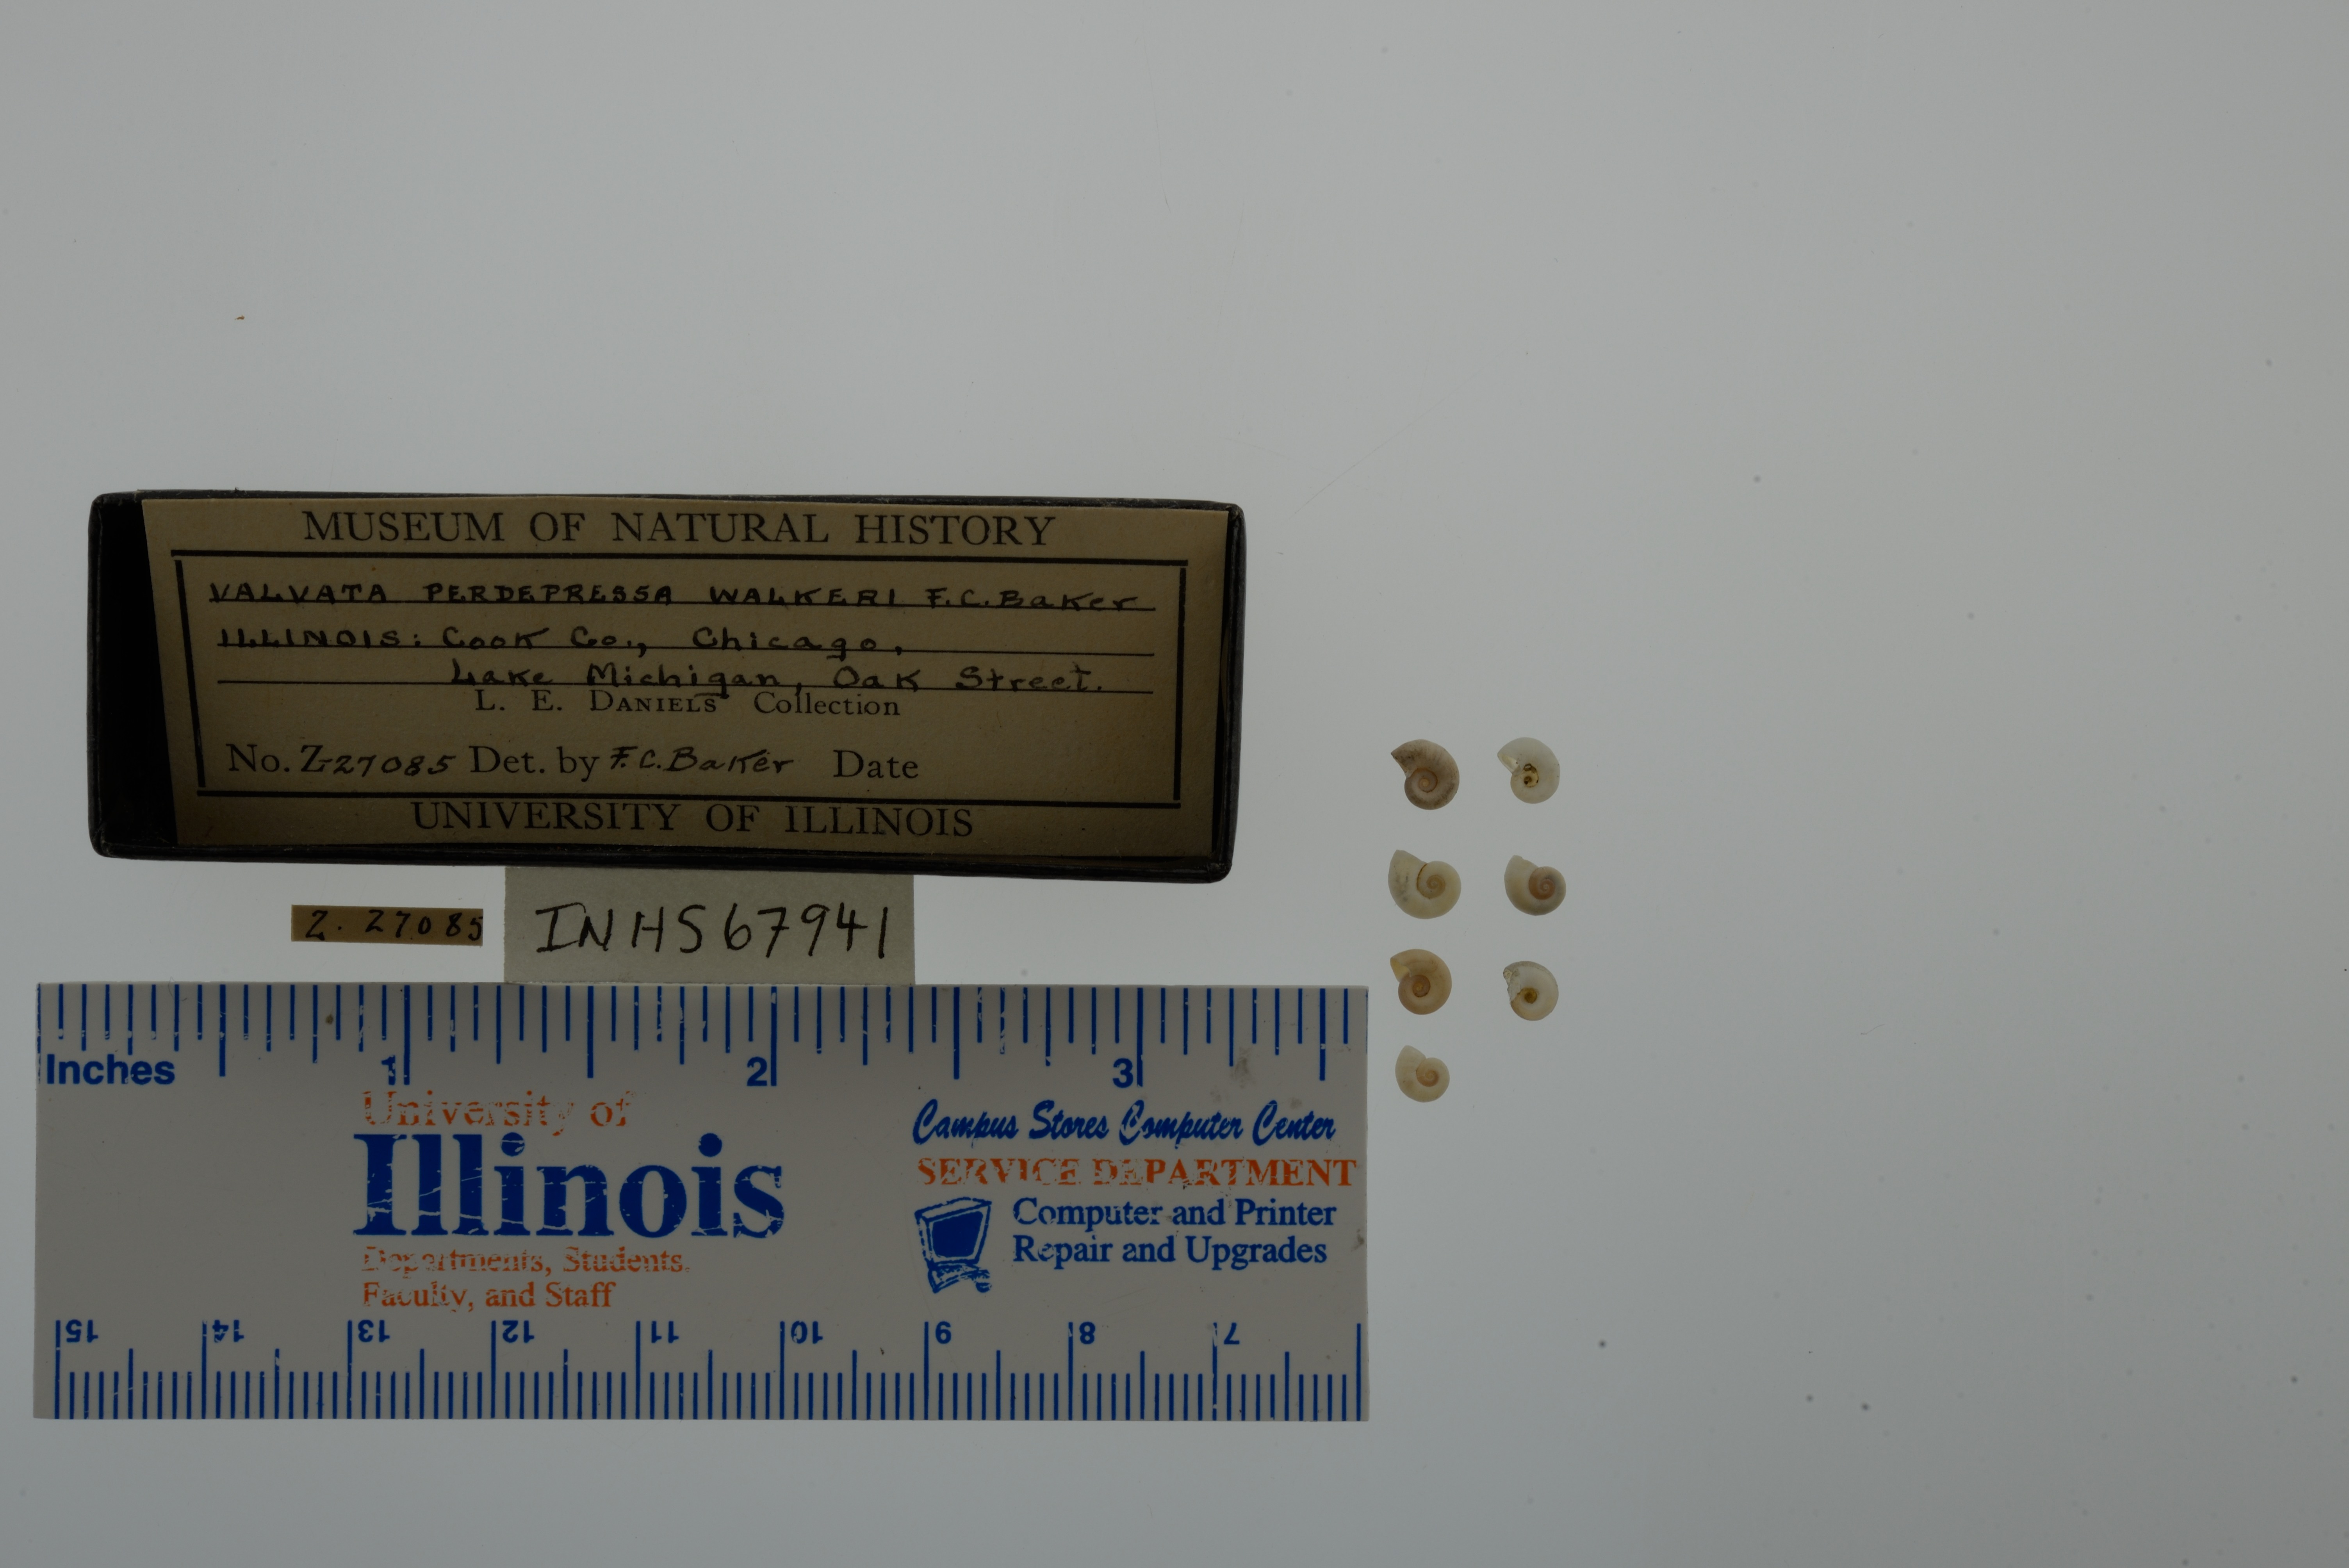 MUSEUM OF NATURAL HISTORY
VALVATA PERDEPRESSA WALKERI F.C.Baker
ILLINOIS: Cook Co., Chicago,
Lake Michigan, Oak Street.
L. E. DANIELS Collection
No. Z-27085 Det. by F.C.Baker Date
UNIVERSITY OF ILLINOIS
Z. 27085
INHS67941
Inches 1 2 3
University of
Illinois
Departments, Students,
Faculty, and Staff
Campus Stores Computer Center
SERVICE DEPARTMENT
Computer and Printer
Repair and Upgrades
15 14 13 12 11 10 9 8 7